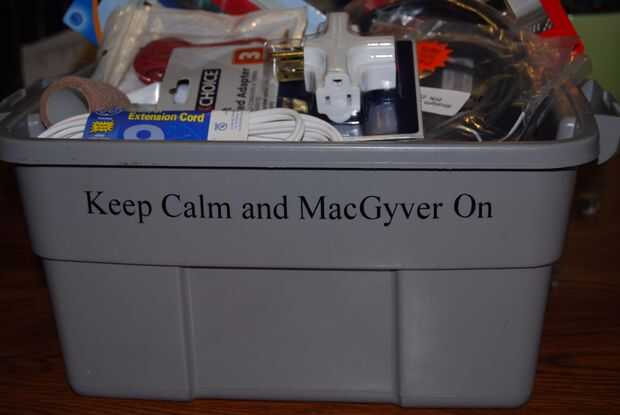 3
CHOICE
Adapter
Extension Cord
Keep Calm and MacGyver On